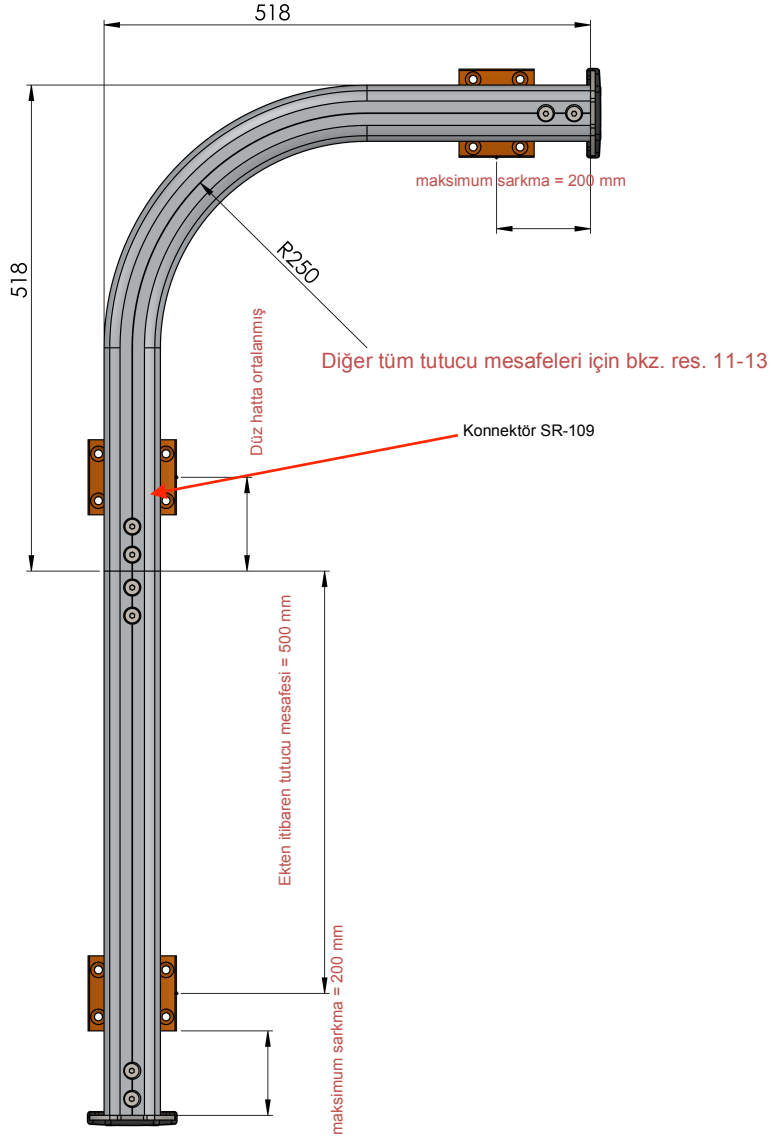 518
518
maksimum sarkma = 200 mm
R250
Diğer tüm tutucu mesafeleri için bkz. res. 11-13
Düz hatta ortalanmış
Konnektör SR-109
Ekten itibaren tutucu mesafesi = 500 mm
maksimum sarkma = 200 mm